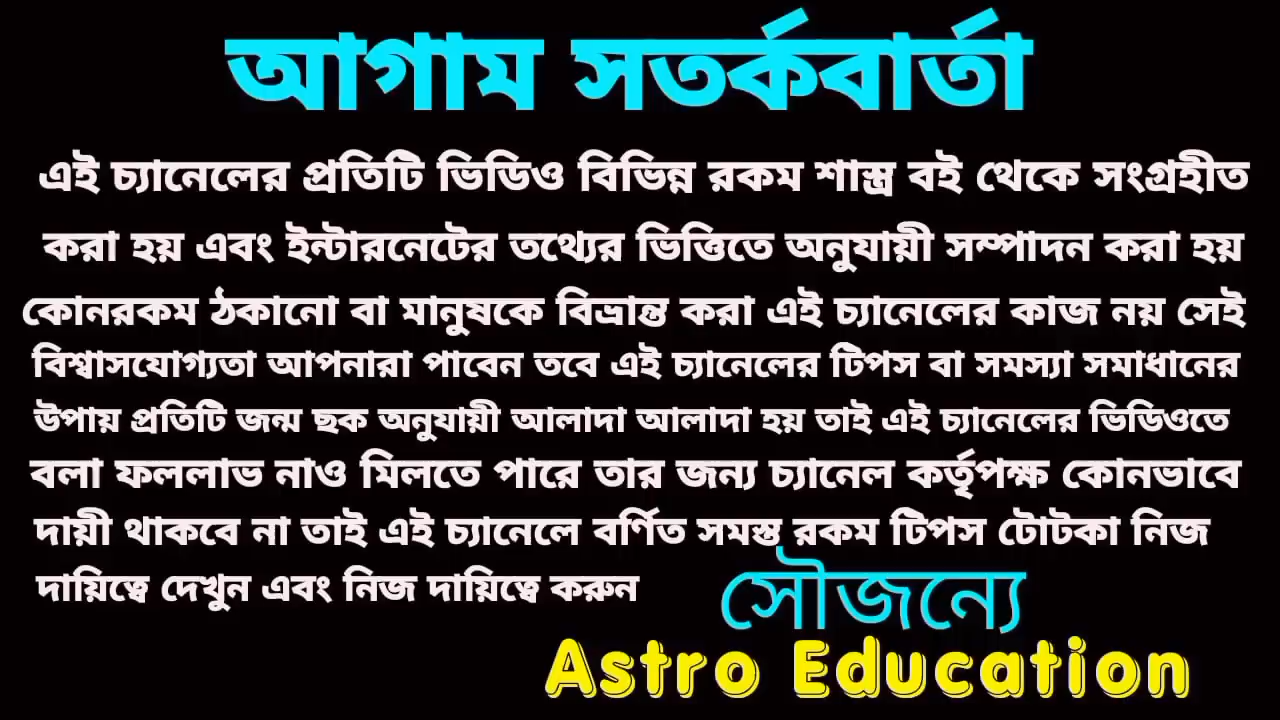 আগাম সতর্কবার্তা
এই চ্যানেলের প্রতিটি ভিডিও বিভিন্ন রকম শাস্ত্র বই থেকে সংগ্রহীত
করা হয় এবং ইন্টারনেটের তথ্যের ভিত্তিতে অনুযায়ী সম্পাদন করা হয়
কোনরকম ঠকানো বা মানুষকে বিভ্রান্ত করা এই চ্যানেলের কাজ নয় সেই
বিশ্বাসযোগ্যতা আপনারা পাবেন তবে এই চ্যানেলের টিপস বা সমস্যা সমাধানের
উপায় প্রতিটি জন্ম ছক অনুযায়ী আলাদা আলাদা হয় তাই এই চ্যানেলের ভিডিওতে
বলা ফললাভ নাও মিলতে পারে তার জন্য চ্যানেল কর্তৃপক্ষ কোনভাবে
দায়ী থাকবে না তাই এই চ্যানেলে বর্ণিত সমস্ত রকম টিপস টোটকা নিজ
দায়িত্বে দেখুন এবং নিজ দায়িত্বে করুন
সৌজন্যে
Astro Education